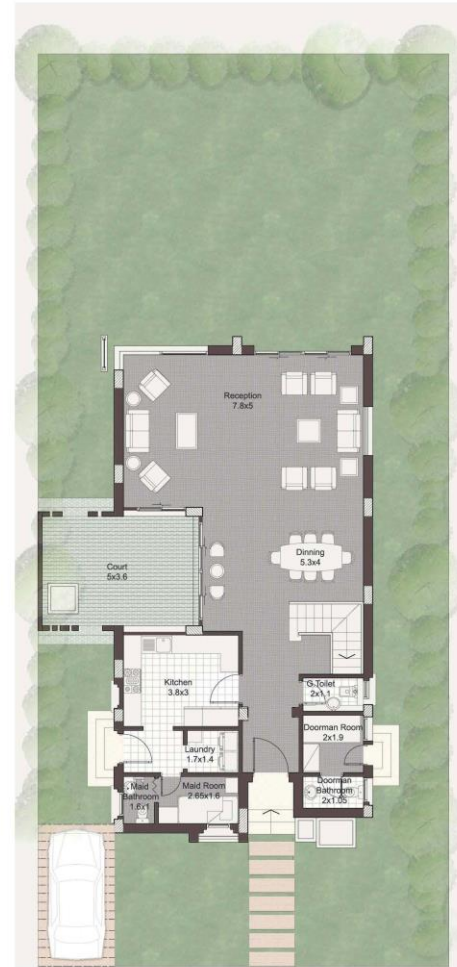 Reception
7.8x5
Dinning
5.3x4
Court
5x3.6
Kitchen
3.8x3
G.Toilet
2x1.1
Doorman Room
2x1.9
Laundry
1.7x1.4
Maid Room
2.65x1.6
Maid
Bathroom
1.6x1
Doorman
Bathroom
2x1.05